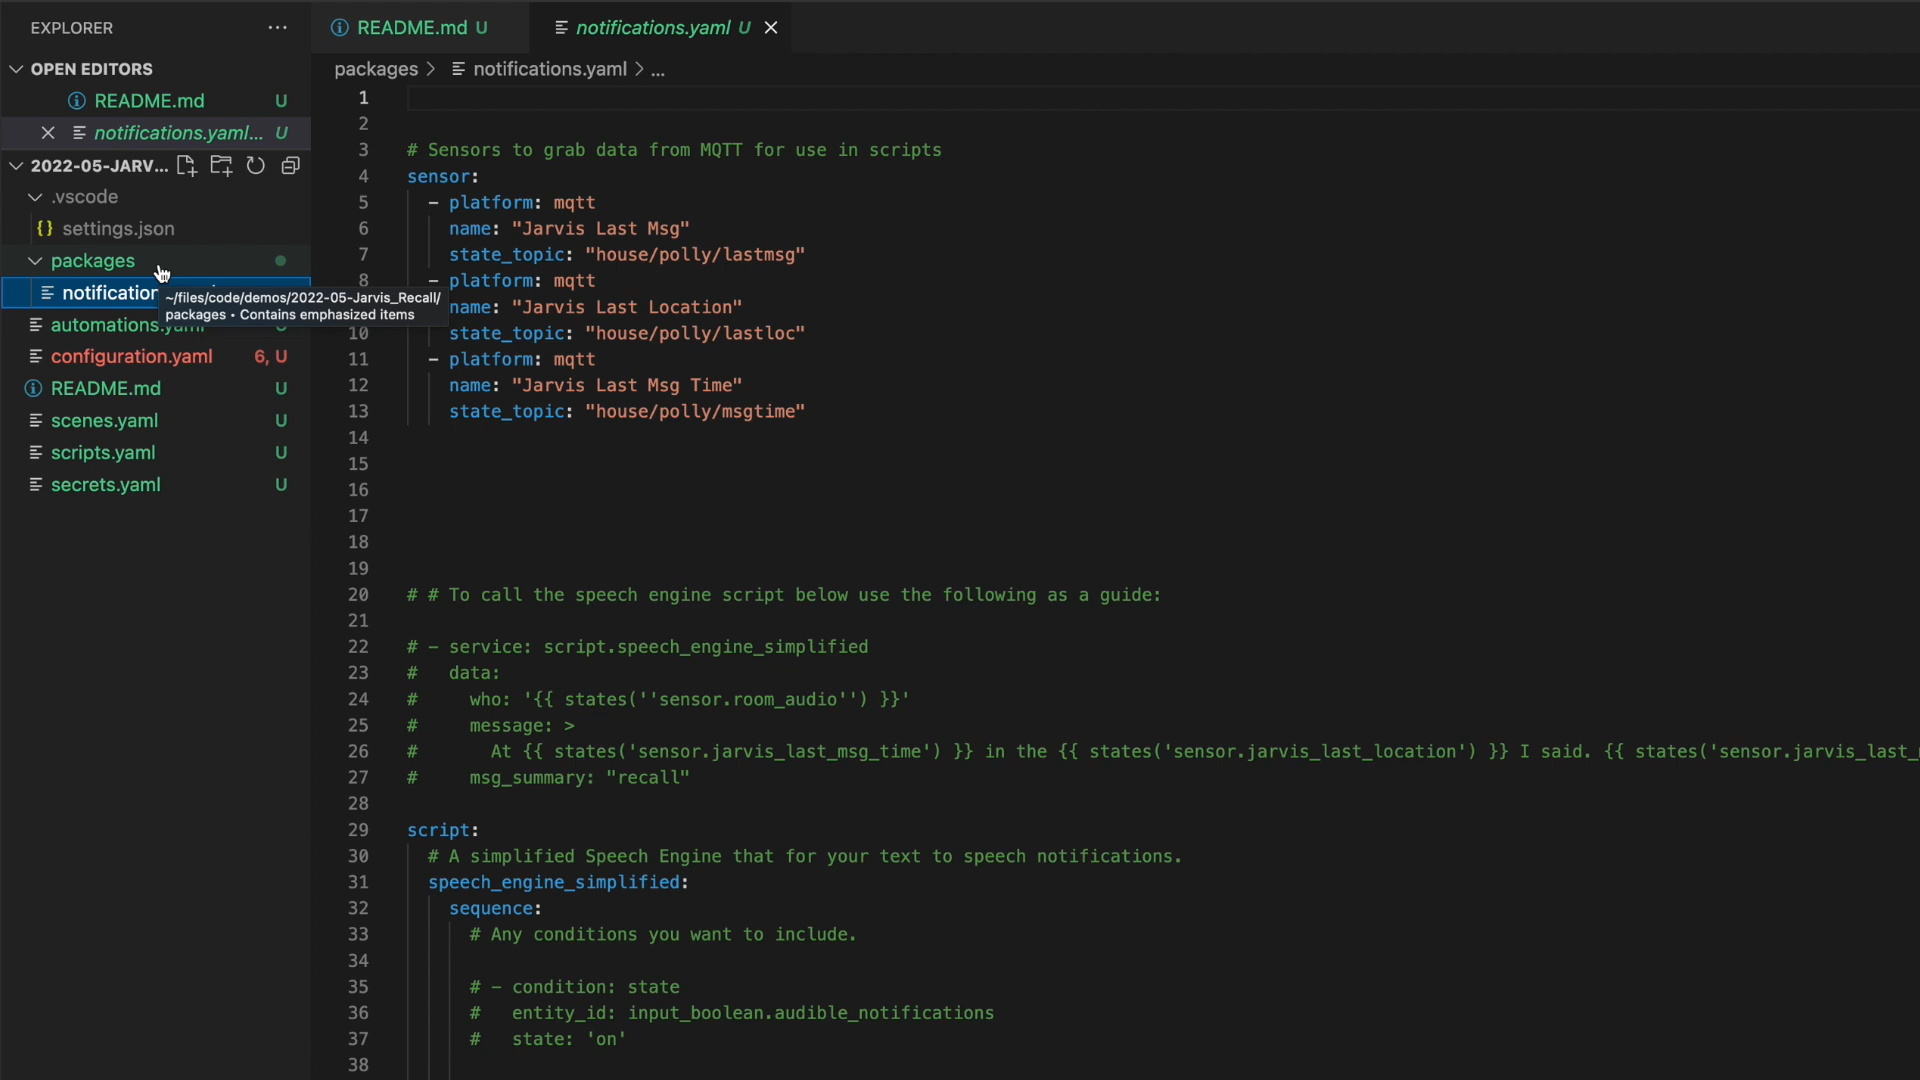 EXPLORER
README.md U
notifications.yaml U
OPEN EDITORS
README.md U
notifications.yaml... U
2022-05-JARV...
.vscode
settings.json
packages
notification
~/files/code/demos/2022-05-Jarvis_Recall/
packages • Contains emphasized items
automations.yaml U
configuration.yaml 6, U
README.md U
scenes.yaml U
scripts.yaml U
secrets.yaml U
packages > notifications.yaml > ...
1
2
3 # Sensors to grab data from MQTT for use in scripts
4 sensor:
5 - platform: mqtt
6 name: "Jarvis Last Msg"
7 state_topic: "house/polly/lastmsg"
8 - platform: mqtt
name: "Jarvis Last Location"
10 state_topic: "house/polly/lastloc"
11 - platform: mqtt
12 name: "Jarvis Last Msg Time"
13 state_topic: "house/polly/msgtime"
14
15
16
17
18
19
20 # # To call the speech engine script below use the following as a guide:
21
22 # - service: script.speech_engine_simplified
23 # data:
24 # who: '{{ states(''sensor.room_audio'') }}'
25 # message: >
26 # At {{ states('sensor.jarvis_last_msg_time') }} in the {{ states('sensor.jarvis_last_location') }} I said. {{ states('sensor.jarvis_last_
27 # msg_summary: "recall"
28
29 script:
30 # A simplified Speech Engine that for your text to speech notifications.
31 speech_engine_simplified:
32 sequence:
33 # Any conditions you want to include.
34
35 # - condition: state
36 # entity_id: input_boolean.audible_notifications
37 # state: 'on'
38